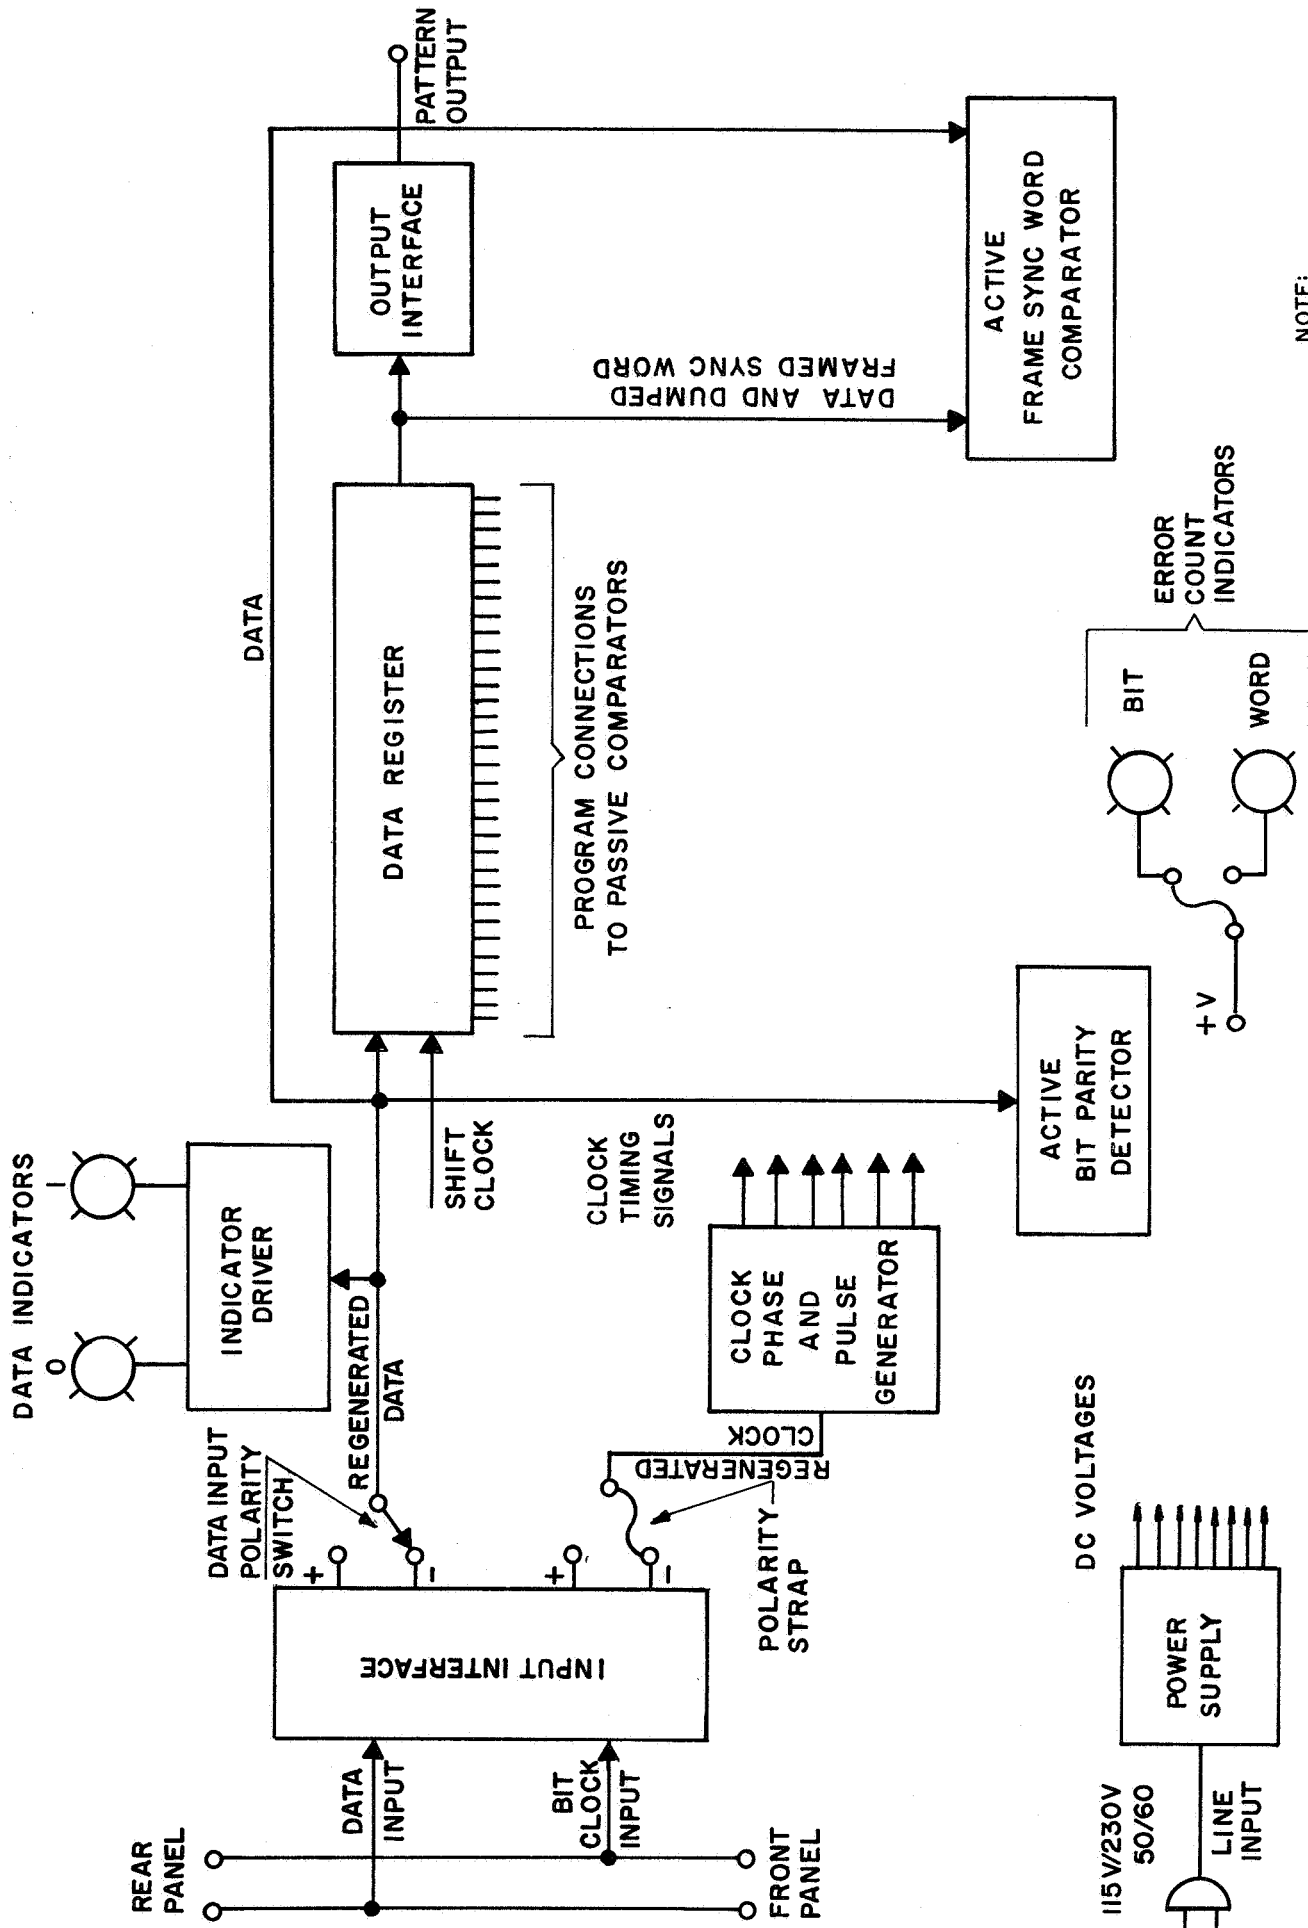 DATA INDICATORS
0
1
INDICATOR
DRIVER
DATA INPUT
POLARITY
SWITCH
REGENERATED
DATA
REAR
PANEL
DATA
INPUT
BIT
CLOCK
INPUT
FRONT
PANEL
INPUT INTERFACE
+
-
+
-
POLARITY
STRAP
REGENERATED
CLOCK
CLOCK
PHASE
AND
PULSE
GENERATOR
CLOCK
TIMING
SIGNALS
SHIFT
CLOCK
DATA
DATA REGISTER
PROGRAM CONNECTIONS
TO PASSIVE COMPARATORS
OUTPUT
INTERFACE
PATTERN
OUTPUT
DATA AND DUMPED
FRAMED SYNC WORD
ACTIVE
FRAME SYNC WORD
COMPARATOR
ACTIVE
BIT PARITY
DETECTOR
+V
BIT
WORD
ERROR
COUNT
INDICATORS
115V/230V
50/60
LINE
INPUT
POWER
SUPPLY
DC VOLTAGES
NOTE: